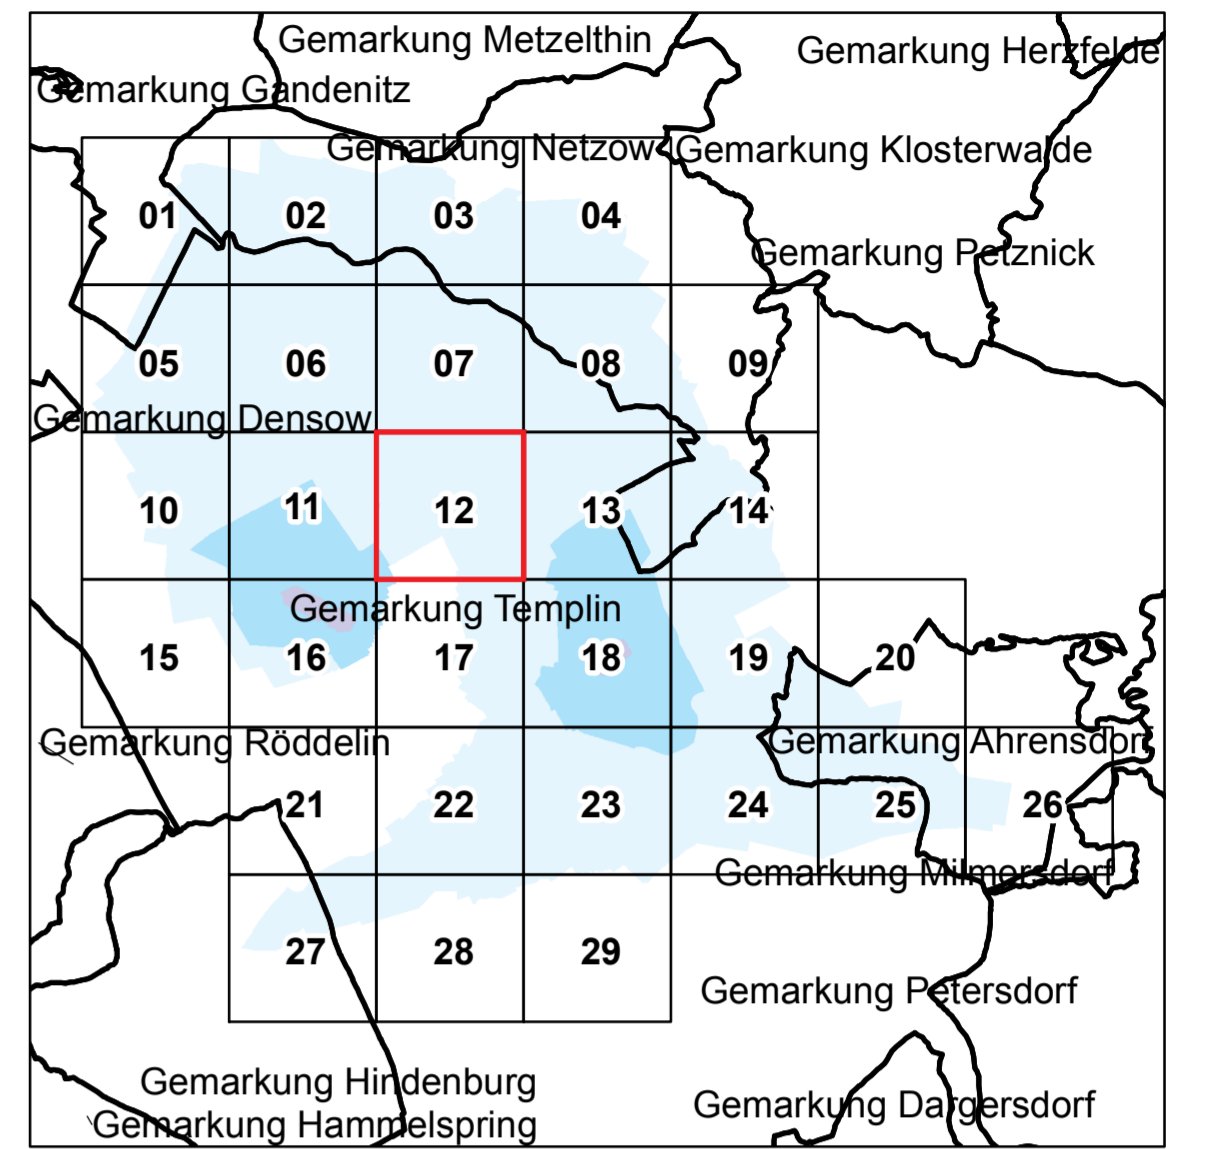 Gemarkung Metzelthin
Gemarkung Herzfelde
Gemarkung Gandenitz
Gemarkung Netzow
Gemarkung Klosterwalde
01 02 03 04
Gemarkung Petznick
05 06 07 08 09
Gemarkung Densow
10 11 12 13 14
Gemarkung Templin
15 16 17 18 19 20
Gemarkung Röddelin
Gemarkung Ahrensdorf
21 22 23 24 25 26
Gemarkung Milmersdorf
27 28 29
Gemarkung Petersdorf
Gemarkung Hindenburg
Gemarkung Dargersdorf
Gemarkung Hammelspring